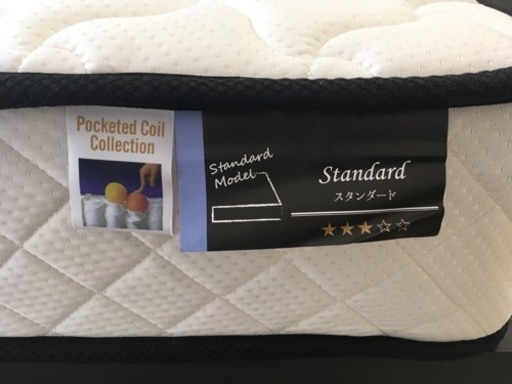 Pocketed Coil
Collection
Standard
Model
Standard
スタンダード
★★★☆☆